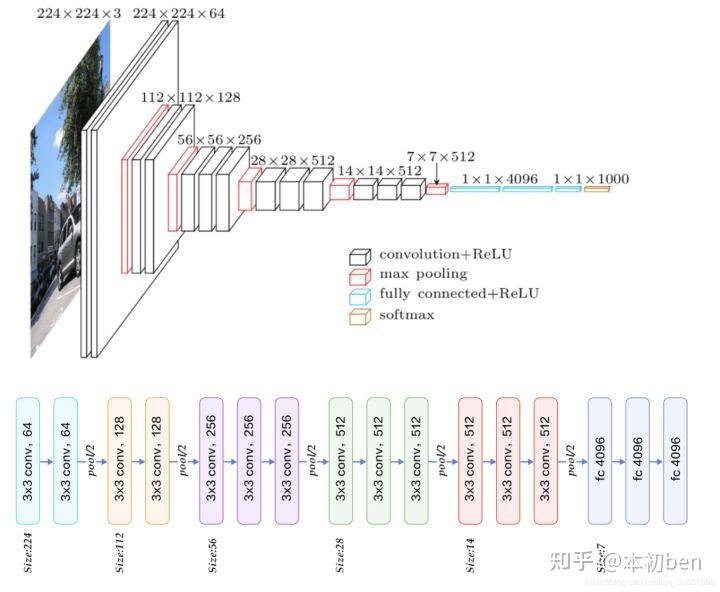 224×224×3
224×224×64
112×112×128
56×56×256
28×28×512
14×14×512
7×7×512
1×1×4096
1×1×1000
convolution+ReLU
max pooling
fully connected+ReLU
softmax
3x3 conv, 64
3x3 conv, 64
pool/2
3x3 conv, 128
3x3 conv, 128
pool/2
3x3 conv, 256
3x3 conv, 256
3x3 conv, 256
pool/2
3x3 conv, 512
3x3 conv, 512
3x3 conv, 512
pool/2
3x3 conv, 512
3x3 conv, 512
3x3 conv, 512
pool/2
fc 4096
fc 4096
fc 4096
Size:224
Size:112
Size:56
Size:28
Size:14
Size:7
知乎 @本初ben